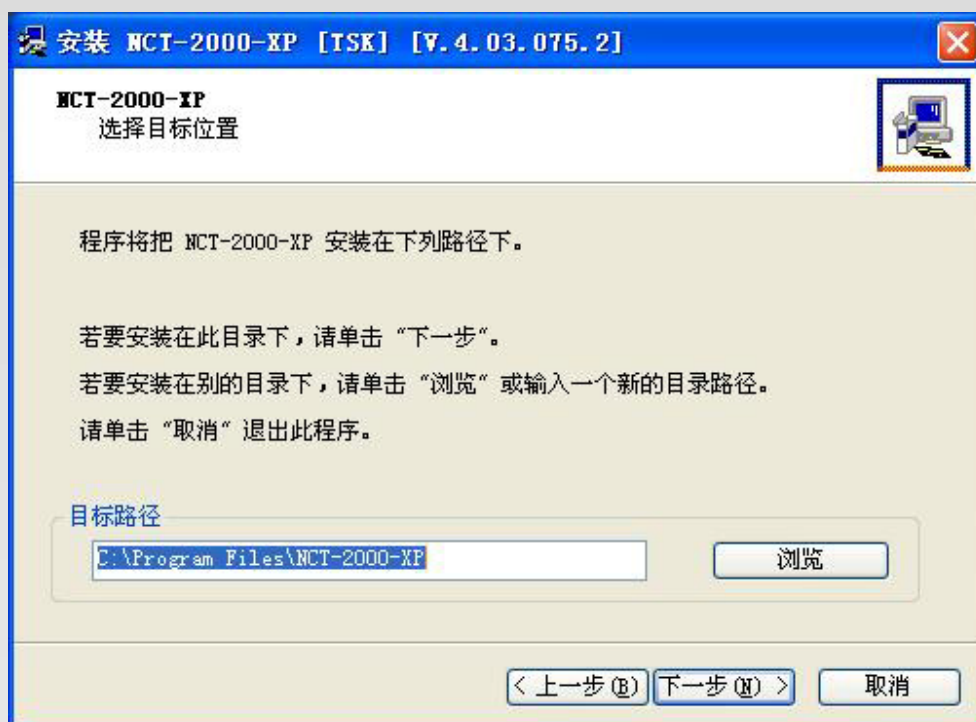 安装 NCT-2000-XP [TSK] [V.4.03.075.2]
NCT-2000-XP
选择目标位置
程序将把 NCT-2000-XP 安装在下列路径下。
若要安装在此目录下，请单击“下一步”。
若要安装在别的目录下，请单击“浏览”或输入一个新的目录路径。
请单击“取消”退出此程序。
目标路径
C:\Program Files\NCT-2000-XP
浏览
< 上一步(B) 下一步(N) > 取消